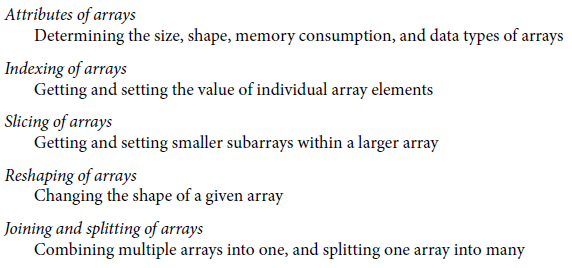 Attributes of arrays
Determining the size, shape, memory consumption, and data types of arrays
Indexing of arrays
Getting and setting the value of individual array elements
Slicing of arrays
Getting and setting smaller subarrays within a larger array
Reshaping of arrays
Changing the shape of a given array
Joining and splitting of arrays
Combining multiple arrays into one, and splitting one array into many